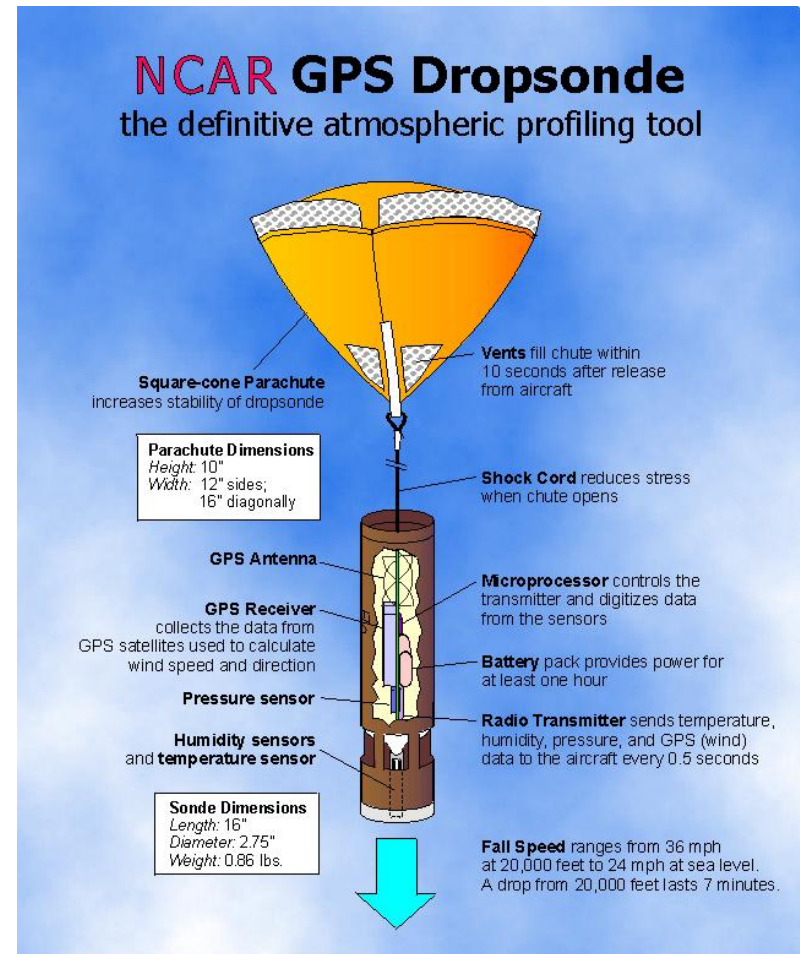 NCAR GPS Dropsonde
the definitive atmospheric profiling tool
Square-cone Parachute
increases stability of dropsonde
Vents fill chute within
10 seconds after release
from aircraft
Parachute Dimensions
Height: 10"
Width: 12" sides;
16" diagonally
Shock Cord reduces stress
when chute opens
GPS Antenna
GPS Receiver
collects the data from
GPS satellites used to calculate
wind speed and direction
Pressure sensor
Humidity sensors
and temperature sensor
Microprocessor controls the
transmitter and digitizes data
from the sensors
Battery pack provides power for
at least one hour
Radio Transmitter sends temperature,
humidity, pressure, and GPS (wind)
data to the aircraft every 0.5 seconds
Sonde Dimensions
Length: 16"
Diameter: 2.75"
Weight: 0.86 lbs.
Fall Speed ranges from 36 mph
at 20,000 feet to 24 mph at sea level.
A drop from 20,000 feet lasts 7 minutes.